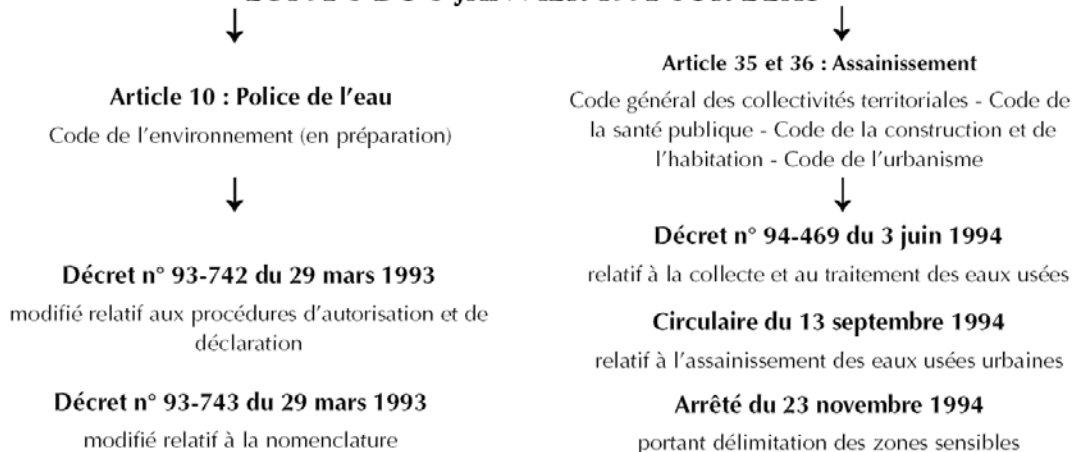 Article 10 : Police de l'eau
Code de l'environnement (en préparation)
Décret n° 93-742 du 29 mars 1993
modifié relatif aux procédures d'autorisation et de
déclaration
Décret n° 93-743 du 29 mars 1993
modifié relatif à la nomenclature
Article 35 et 36 : Assainissement
Code général des collectivités territoriales - Code de
la santé publique - Code de la construction et de
l'habitation - Code de l'urbanisme
Décret n° 94-469 du 3 juin 1994
relatif à la collecte et au traitement des eaux usées
Circulaire du 13 septembre 1994
relatif à l'assainissement des eaux usées urbaines
Arrêté du 23 novembre 1994
portant délimitation des zones sensibles